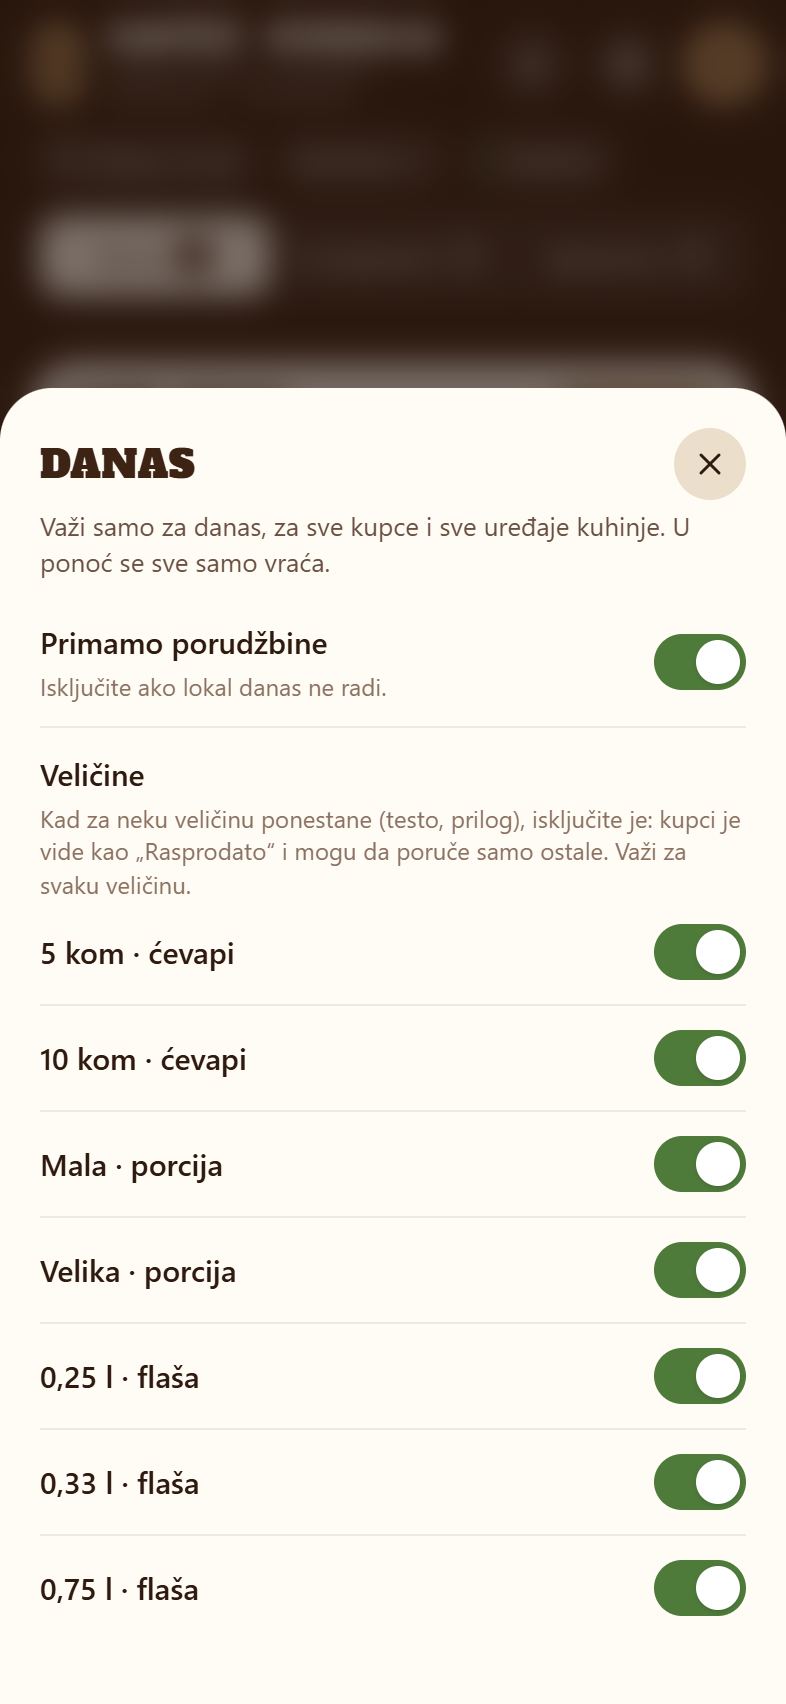 DANAS
Važi samo za danas, za sve kupce i sve uređaje kuhinje. U
ponoć se sve samo vraća.
Primamo porudžbine
Isključite ako lokal danas ne radi.
Veličine
Kad za neku veličinu ponestane (testo, prilog), isključite je: kupci je
vide kao „Rasprodato“ i mogu da poruče samo ostale. Važi za
svaku veličinu.
5 kom · ćevapi
10 kom · ćevapi
Mala · porcija
Velika · porcija
0,25 l · flaša
0,33 l · flaša
0,75 l · flaša